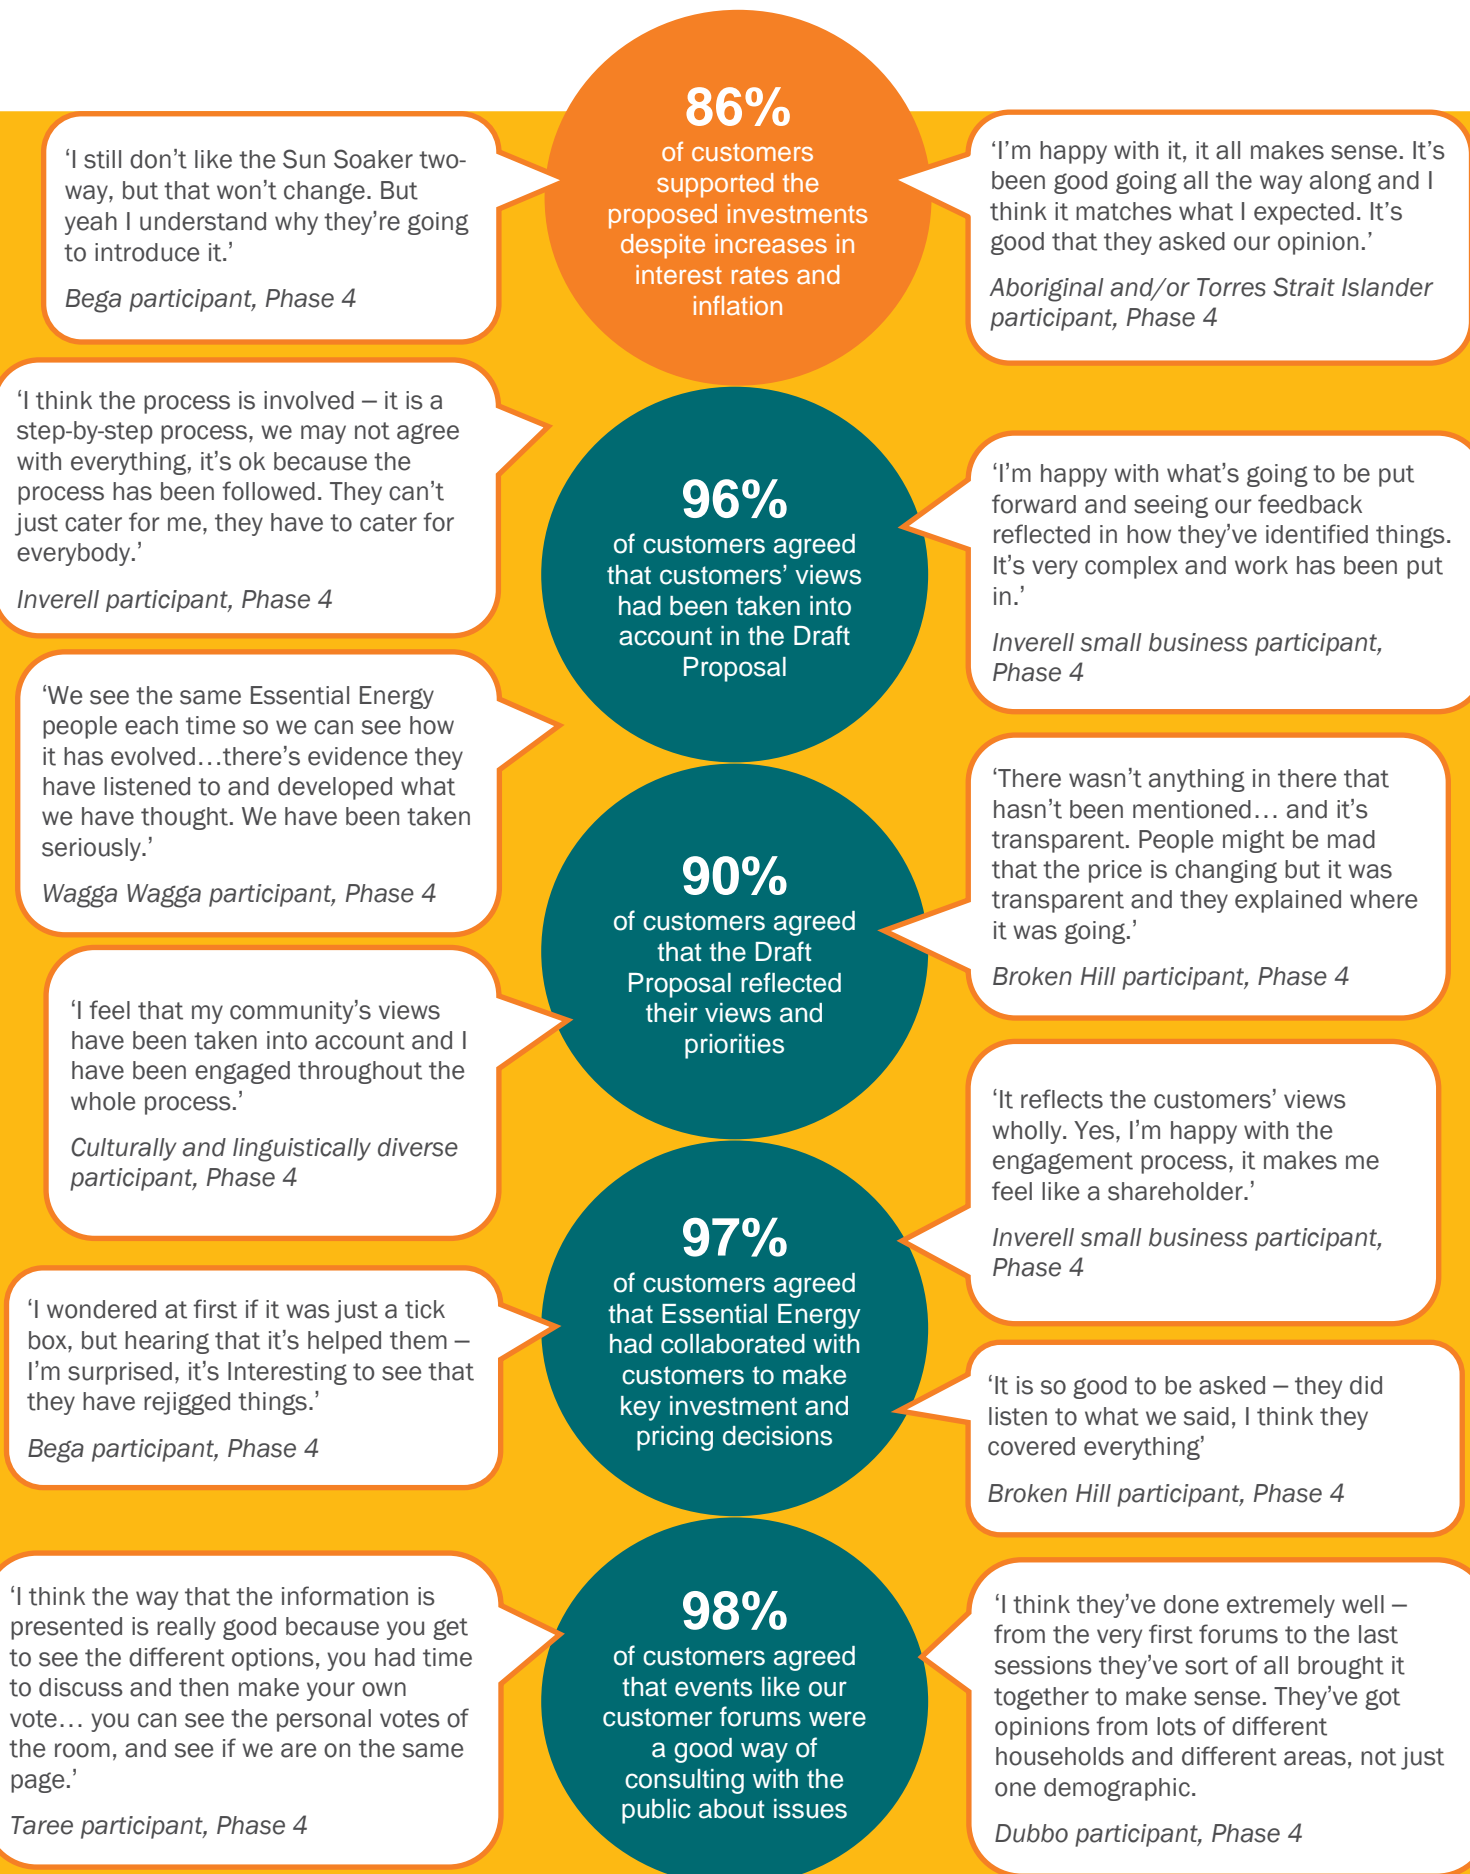 86%
of customers
supported the
proposed investments
despite increases in
interest rates and
inflation
‘I still don’t like the Sun Soaker two-
way, but that won’t change. But
yeah I understand why they’re going
to introduce it.’
Bega participant, Phase 4
‘I’m happy with it, it all makes sense. It’s
been good going all the way along and I
think it matches what I expected. It’s
good that they asked our opinion.’
Aboriginal and/or Torres Strait Islander
participant, Phase 4
‘I think the process is involved – it is a
step-by-step process, we may not agree
with everything, it’s ok because the
process has been followed. They can’t
just cater for me, they have to cater for
everybody.’
Inverell participant, Phase 4
96%
of customers agreed
that customers’ views
had been taken into
account in the Draft
Proposal
‘I’m happy with what’s going to be put
forward and seeing our feedback
reflected in how they’ve identified things.
It’s very complex and work has been put
in.’
Inverell small business participant,
Phase 4
‘We see the same Essential Energy
people each time so we can see how
it has evolved…there’s evidence they
have listened to and developed what
we have thought. We have been taken
seriously.’
Wagga Wagga participant, Phase 4
90%
of customers agreed
that the Draft
Proposal reflected
their views and
priorities
‘There wasn’t anything in there that
hasn’t been mentioned… and it’s
transparent. People might be mad
that the price is changing but it was
transparent and they explained where
it was going.’
Broken Hill participant, Phase 4
‘I feel that my community’s views
have been taken into account and I
have been engaged throughout the
whole process.’
Culturally and linguistically diverse
participant, Phase 4
‘It reflects the customers’ views
wholly. Yes, I’m happy with the
engagement process, it makes me
feel like a shareholder.’
Inverell small business participant,
Phase 4
97%
of customers agreed
that Essential Energy
had collaborated with
customers to make
key investment and
pricing decisions
‘I wondered at first if it was just a tick
box, but hearing that it’s helped them –
I’m surprised, it’s Interesting to see that
they have rejigged things.’
Bega participant, Phase 4
‘It is so good to be asked – they did
listen to what we said, I think they
covered everything’
Broken Hill participant, Phase 4
‘I think the way that the information is
presented is really good because you get
to see the different options, you had time
to discuss and then make your own
vote… you can see the personal votes of
the room, and see if we are on the same
page.’
Taree participant, Phase 4
98%
of customers agreed
that events like our
customer forums were
a good way of
consulting with the
public about issues
‘I think they’ve done extremely well –
from the very first forums to the last
sessions they’ve sort of all brought it
together to make sense. They’ve got
opinions from lots of different
households and different areas, not just
one demographic.
Dubbo participant, Phase 4